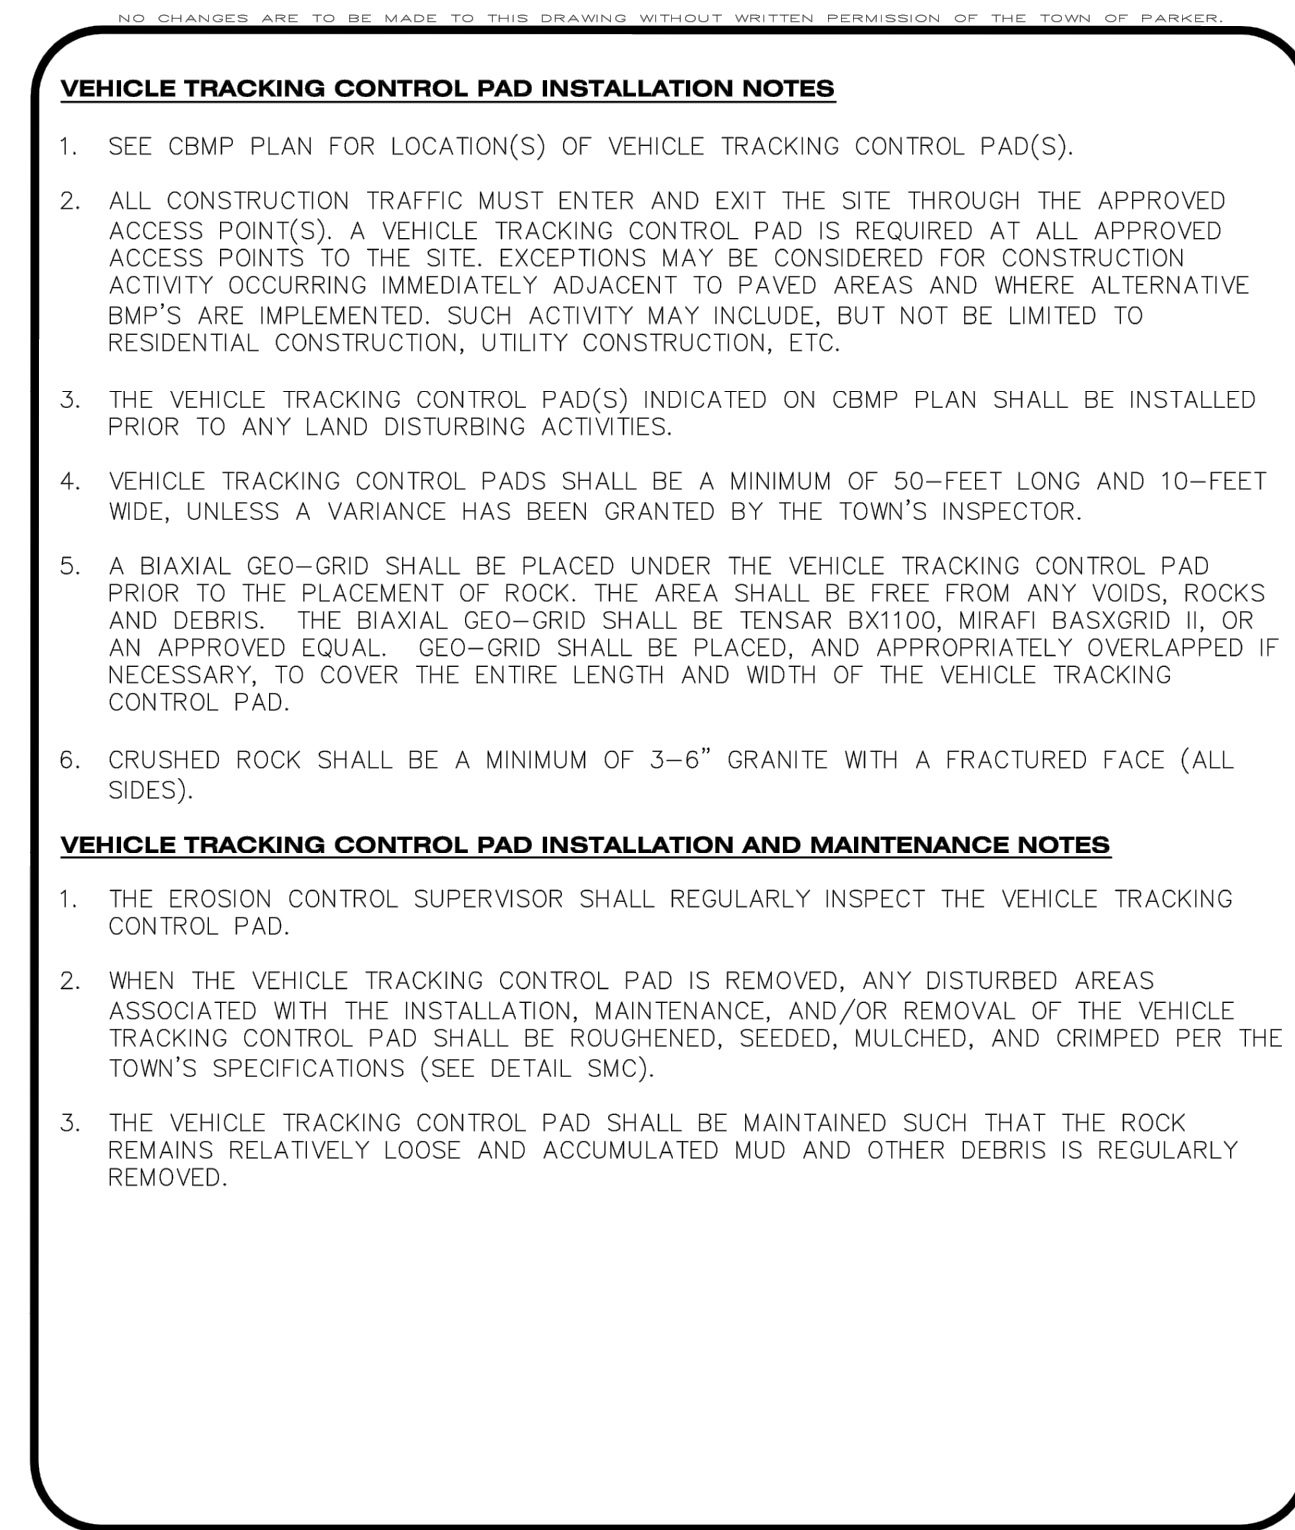 NO CHANGES ARE TO BE MADE TO THIS DRAWING WITHOUT WRITTEN PERMISSION OF THE TOWN OF PARKER.
VEHICLE TRACKING CONTROL PAD INSTALLATION NOTES
1. SEE CBMP PLAN FOR LOCATION(S) OF VEHICLE TRACKING CONTROL PAD(S).
2. ALL CONSTRUCTION TRAFFIC MUST ENTER AND EXIT THE SITE THROUGH THE APPROVED
ACCESS POINT(S). A VEHICLE TRACKING CONTROL PAD IS REQUIRED AT ALL APPROVED
ACCESS POINTS TO THE SITE. EXCEPTIONS MAY BE CONSIDERED FOR CONSTRUCTION
ACTIVITY OCCURRING IMMEDIATELY ADJACENT TO PAVED AREAS AND WHERE ALTERNATIVE
BMP'S ARE IMPLEMENTED. SUCH ACTIVITY MAY INCLUDE, BUT NOT BE LIMITED TO
RESIDENTIAL CONSTRUCTION, UTILITY CONSTRUCTION, ETC.
3. THE VEHICLE TRACKING CONTROL PAD(S) INDICATED ON CBMP PLAN SHALL BE INSTALLED
PRIOR TO ANY LAND DISTURBING ACTIVITIES.
4. VEHICLE TRACKING CONTROL PADS SHALL BE A MINIMUM OF 50–FEET LONG AND 10–FEET
WIDE, UNLESS A VARIANCE HAS BEEN GRANTED BY THE TOWN'S INSPECTOR.
5. A BIAXIAL GEO–GRID SHALL BE PLACED UNDER THE VEHICLE TRACKING CONTROL PAD
PRIOR TO THE PLACEMENT OF ROCK. THE AREA SHALL BE FREE FROM ANY VOIDS, ROCKS
AND DEBRIS. THE BIAXIAL GEO–GRID SHALL BE TENSAR BX1100, MIRAFI BASXGRID II, OR
AN APPROVED EQUAL. GEO–GRID SHALL BE PLACED, AND APPROPRIATELY OVERLAPPED IF
NECESSARY, TO COVER THE ENTIRE LENGTH AND WIDTH OF THE VEHICLE TRACKING
CONTROL PAD.
6. CRUSHED ROCK SHALL BE A MINIMUM OF 3–6" GRANITE WITH A FRACTURED FACE (ALL
SIDES).
VEHICLE TRACKING CONTROL PAD INSTALLATION AND MAINTENANCE NOTES
1. THE EROSION CONTROL SUPERVISOR SHALL REGULARLY INSPECT THE VEHICLE TRACKING
CONTROL PAD.
2. WHEN THE VEHICLE TRACKING CONTROL PAD IS REMOVED, ANY DISTURBED AREAS
ASSOCIATED WITH THE INSTALLATION, MAINTENANCE, AND/OR REMOVAL OF THE VEHICLE
TRACKING CONTROL PAD SHALL BE ROUGHENED, SEEDED, MULCHED, AND CRIMPED PER THE
TOWN'S SPECIFICATIONS (SEE DETAIL SMC).
3. THE VEHICLE TRACKING CONTROL PAD SHALL BE MAINTAINED SUCH THAT THE ROCK
REMAINS RELATIVELY LOOSE AND ACCUMULATED MUD AND OTHER DEBRIS IS REGULARLY
REMOVED.